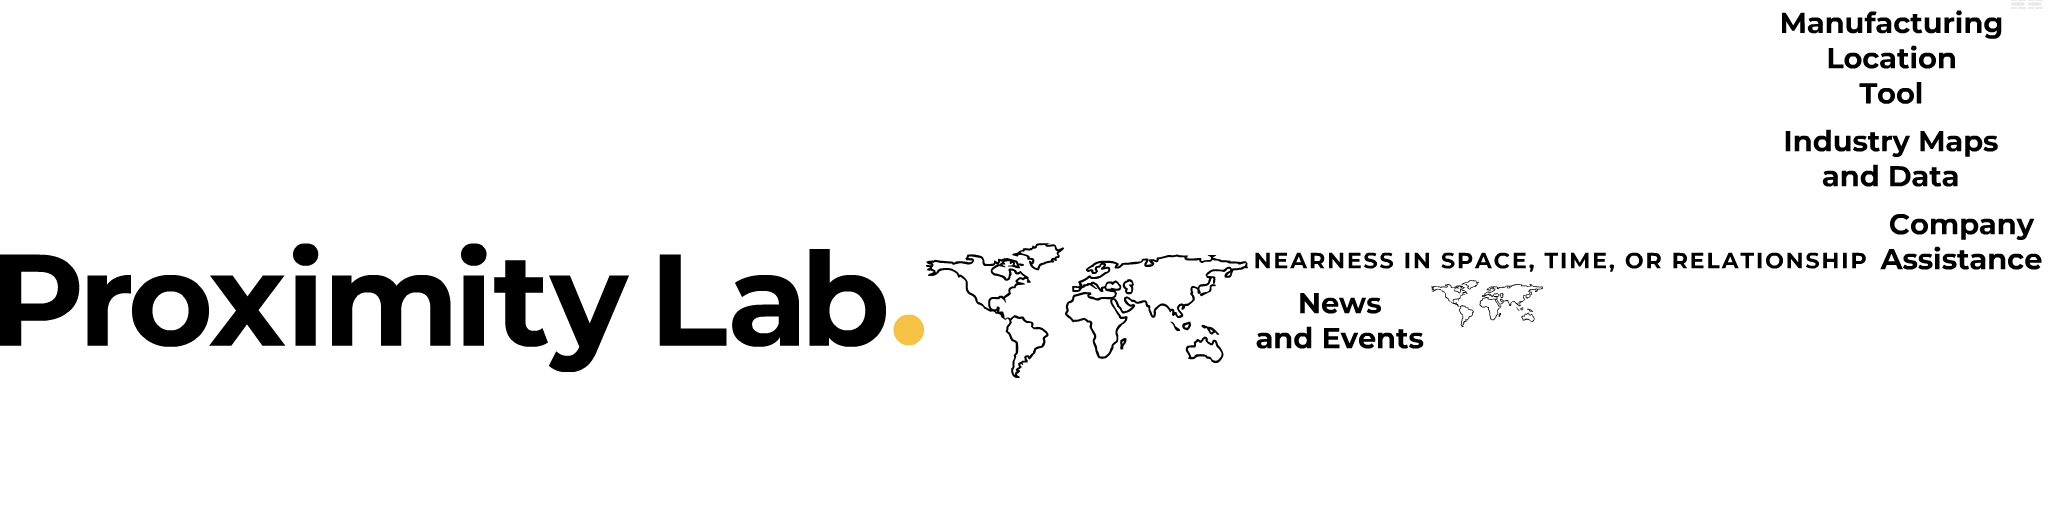 Manufacturing
Location
Tool
Industry Maps
and Data
Company
Assistance
Proximity Lab.
NEARNESS IN SPACE, TIME, OR RELATIONSHIP
News
and Events